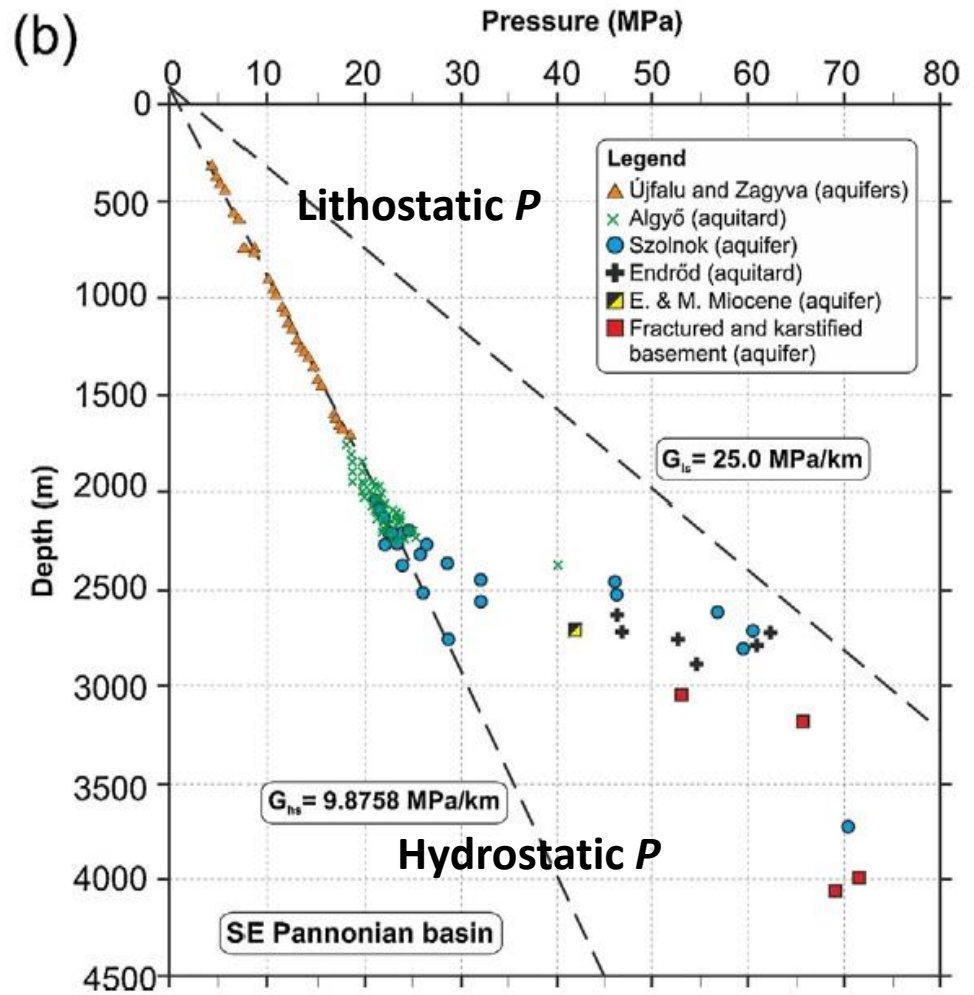 (b)
Pressure (MPa)
0 10 20 30 40 50 60 70 80
0
500
1000
1500
2000
2500
3000
3500
4000
4500
Depth (m)
Lithostatic P
Legend
Újfalu and Zagyva (aquifers)
Algyő (aquitard)
Szolnok (aquifer)
Endrőd (aquitard)
E. & M. Miocene (aquifer)
Fractured and karstified
basement (aquifer)
Gls= 25.0 MPa/km
Ghs= 9.8758 MPa/km
Hydrostatic P
SE Pannonian basin